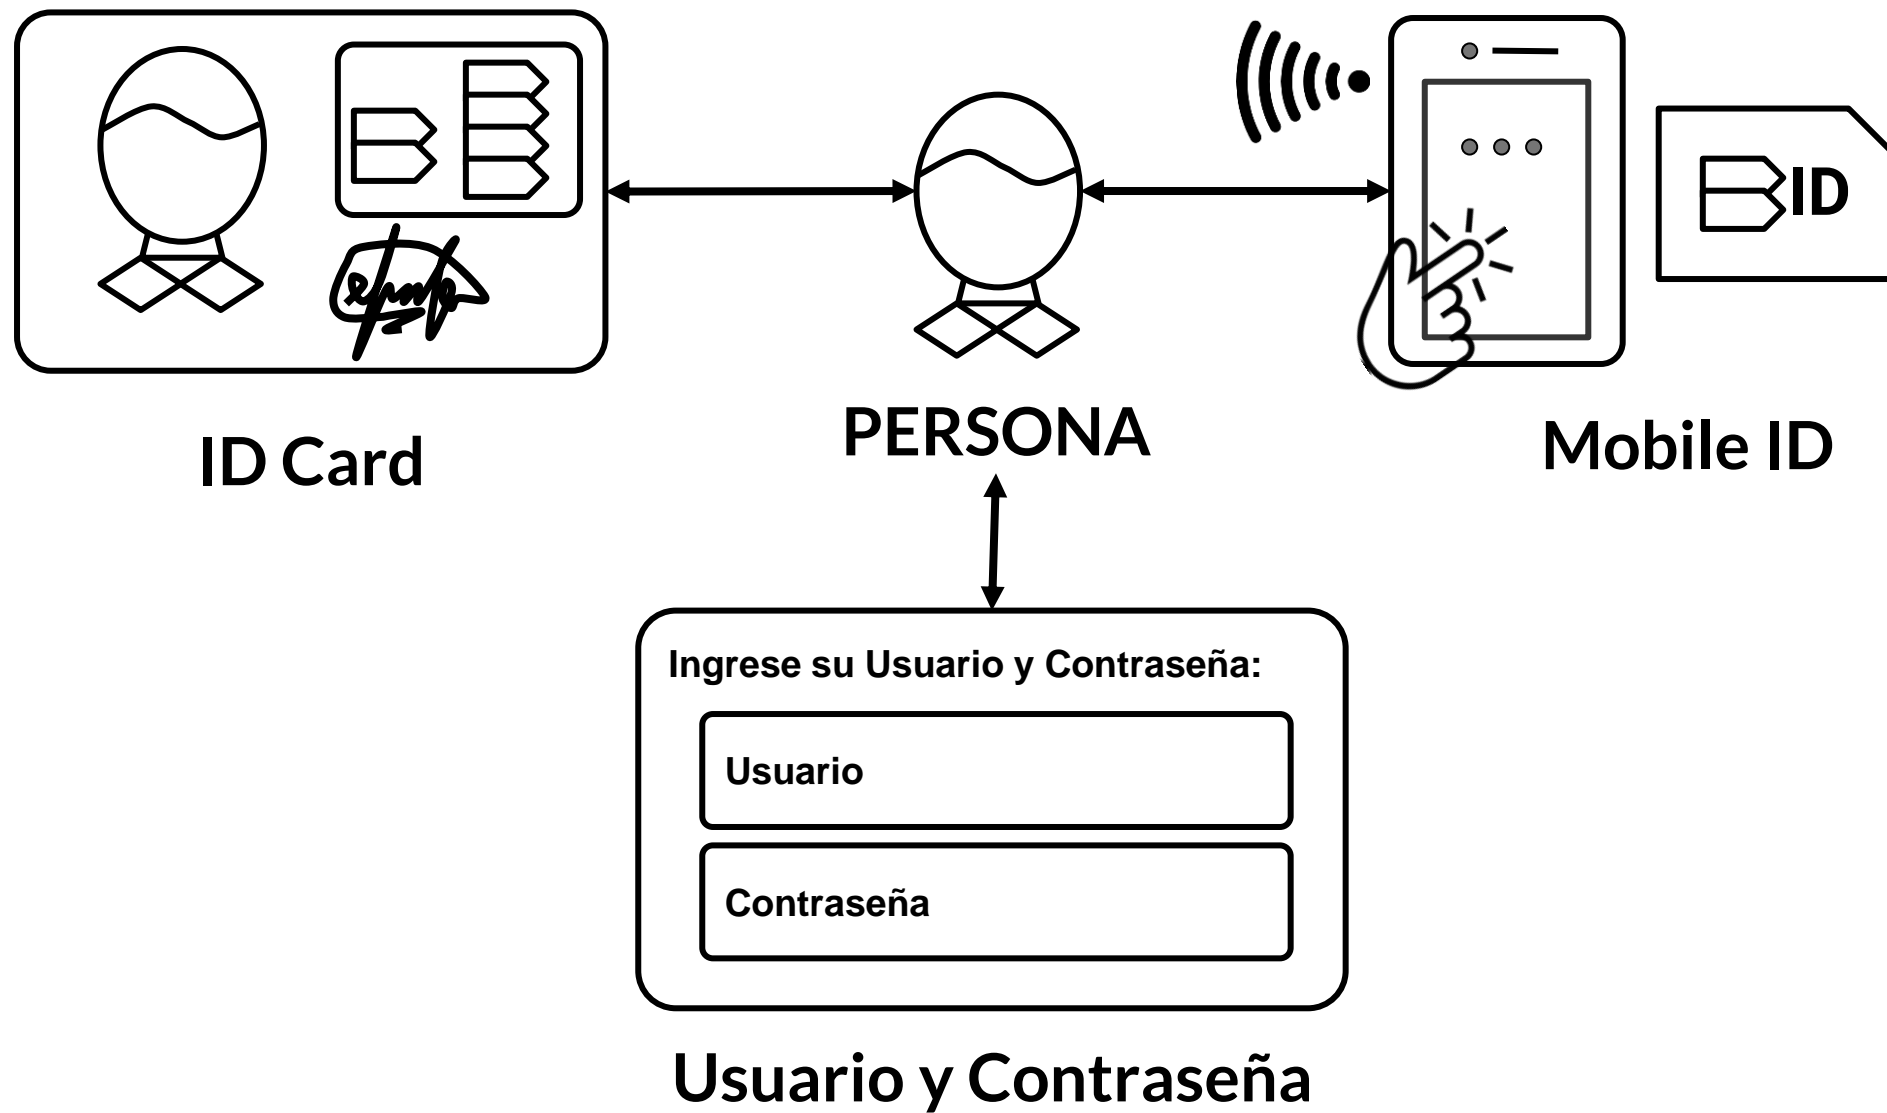 ID
ID Card
PERSONA
Mobile ID
Ingrese su Usuario y Contraseña:
Usuario
Contraseña
Usuario y Contraseña